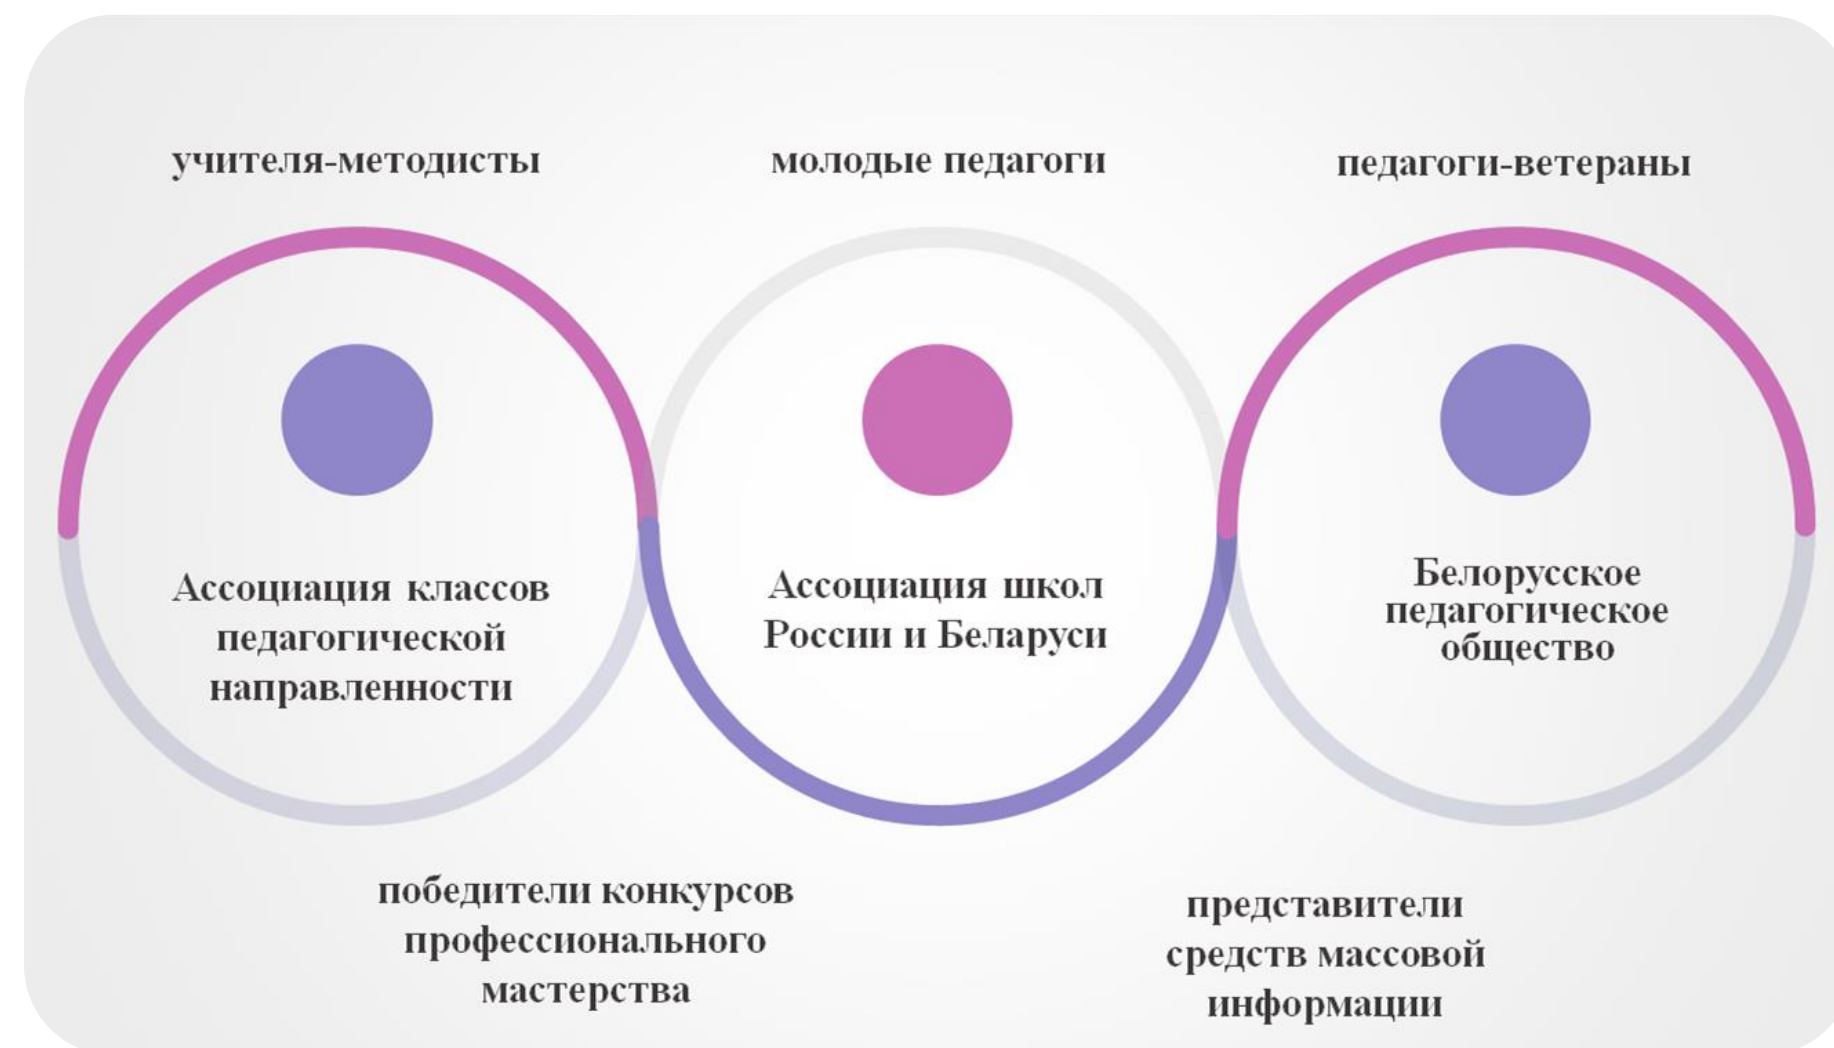 учителя-методисты
молодые педагоги
педагоги-ветераны
Ассоциация классов
педагогической
направленности
Ассоциация школ
России и Беларуси
Белорусское
педагогическое
общество
победители конкурсов
профессионального
мастерства
представители
средств массовой
информации